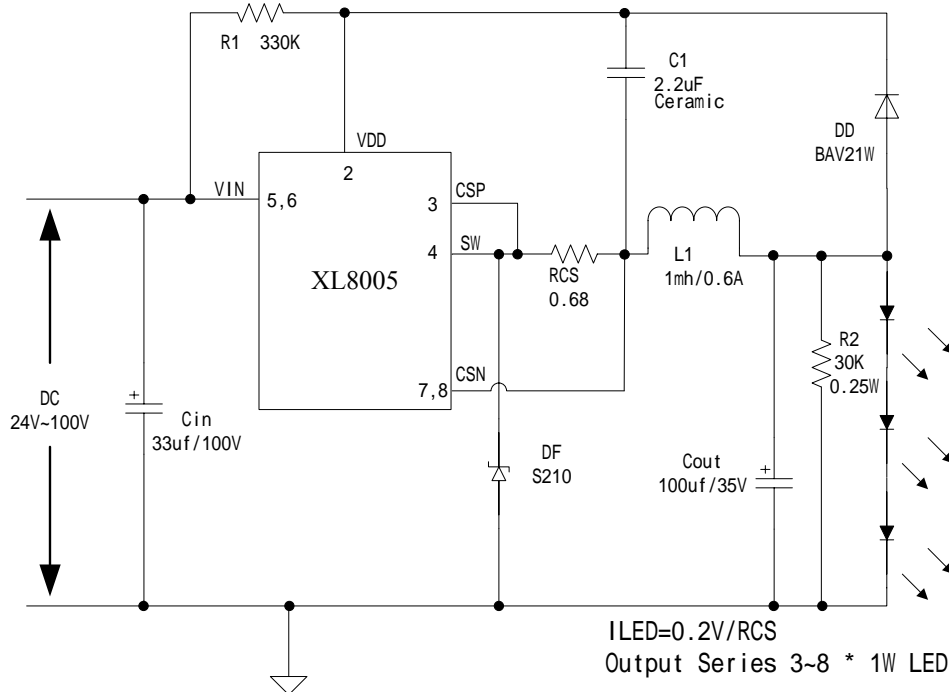 R1 330K
C1
2.2uF
Ceramic
DD
BAV21W
VDD
2
VIN
5,6
CSP
3
SW
4
XL8005
RCS
0.68
L1
1mh/0.6A
R2
30K
0.25W
CSN
7,8
DC
24V~100V
+
Cin
33uf/100V
DF
S210
Cout
100uf/35V
+
ILED=0.2V/RCS
Output Series 3~8 * 1W LED